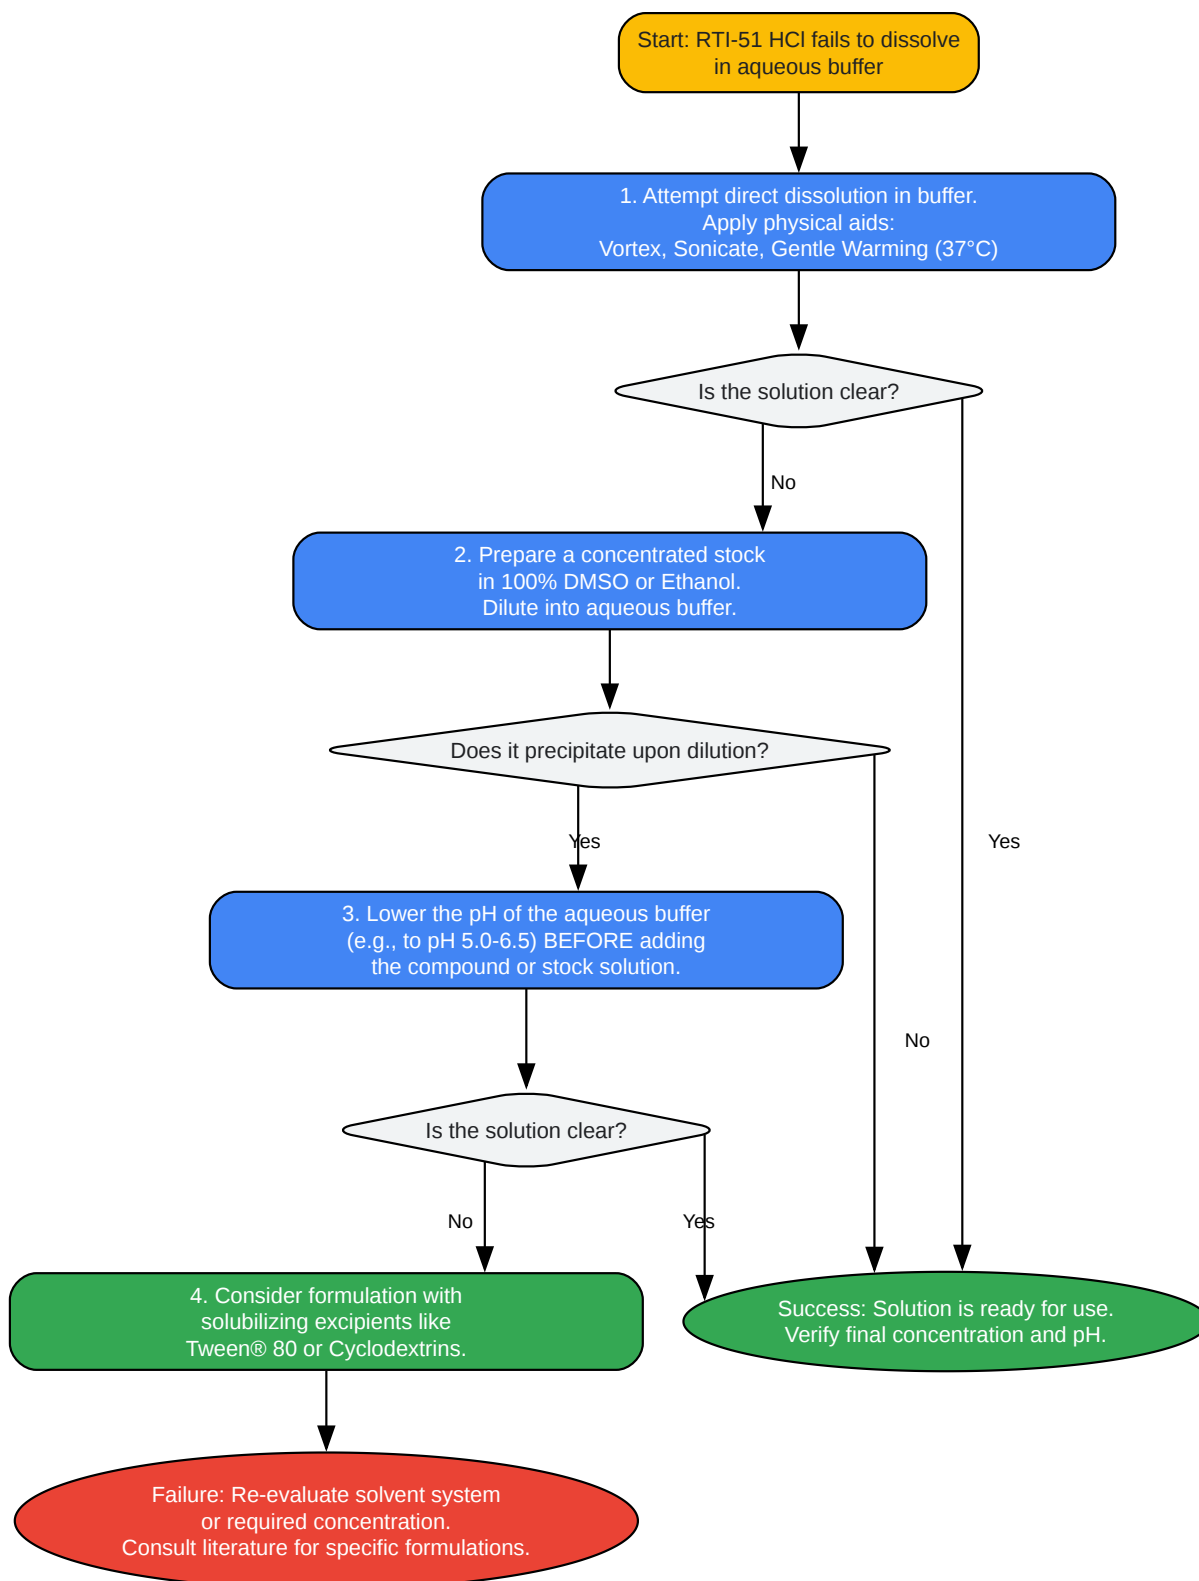 Start: RTI-51 HCl fails to dissolve
in aqueous buffer
1. Attempt direct dissolution in buffer.
Apply physical aids:
Vortex, Sonicate, Gentle Warming (37°C)
Is the solution clear?
No
2. Prepare a concentrated stock
in 100% DMSO or Ethanol.
Dilute into aqueous buffer.
Does it precipitate upon dilution?
Yes
Yes
3. Lower the pH of the aqueous buffer
(e.g., to pH 5.0-6.5) BEFORE adding
the compound or stock solution.
No
Is the solution clear?
No
Yes
4. Consider formulation with
solubilizing excipients like
Tween® 80 or Cyclodextrins.
Success: Solution is ready for use.
Verify final concentration and pH.
Failure: Re-evaluate solvent system
or required concentration.
Consult literature for specific formulations.